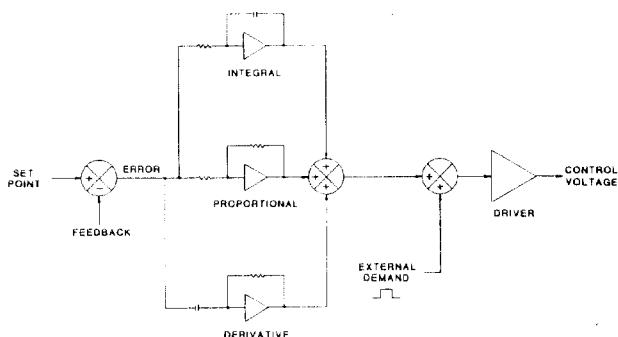 INTEGRAL
SET
POINT
+
−
ERROR
FEEDBACK
PROPORTIONAL
+
+
+
+
+
EXTERNAL
DEMAND
DRIVER
CONTROL
VOLTAGE
DERIVATIVE